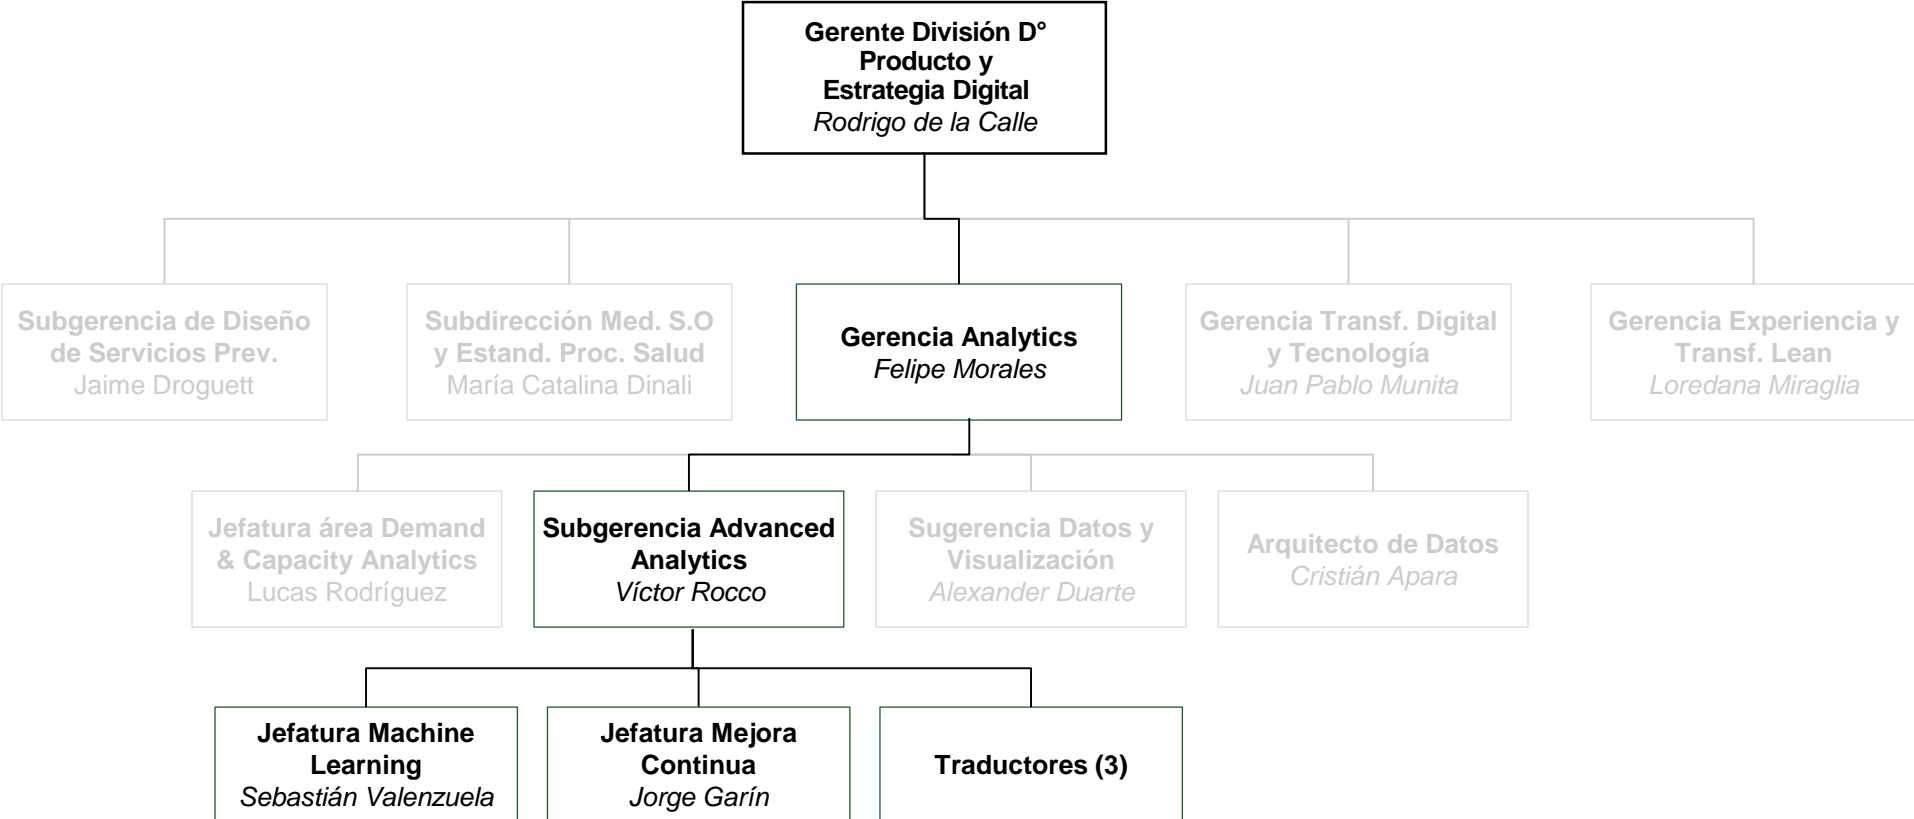 Gerente División D°
Producto y
Estrategia Digital
Rodrigo de la Calle
Subgerencia de Diseño
de Servicios Prev.
Jaime Droguett
Subdirección Med. S.O
y Estand. Proc. Salud
María Catalina Dinali
Gerencia Analytics
Felipe Morales
Gerencia Transf. Digital
y Tecnología
Juan Pablo Munita
Gerencia Experiencia y
Transf. Lean
Loredana Miraglia
Jefatura área Demand
& Capacity Analytics
Lucas Rodríguez
Subgerencia Advanced
Analytics
Víctor Rocco
Sugerencia Datos y
Visualización
Alexander Duarte
Arquitecto de Datos
Cristián Apara
Jefatura Machine
Learning
Sebastián Valenzuela
Jefatura Mejora
Continua
Jorge Garín
Traductores (3)